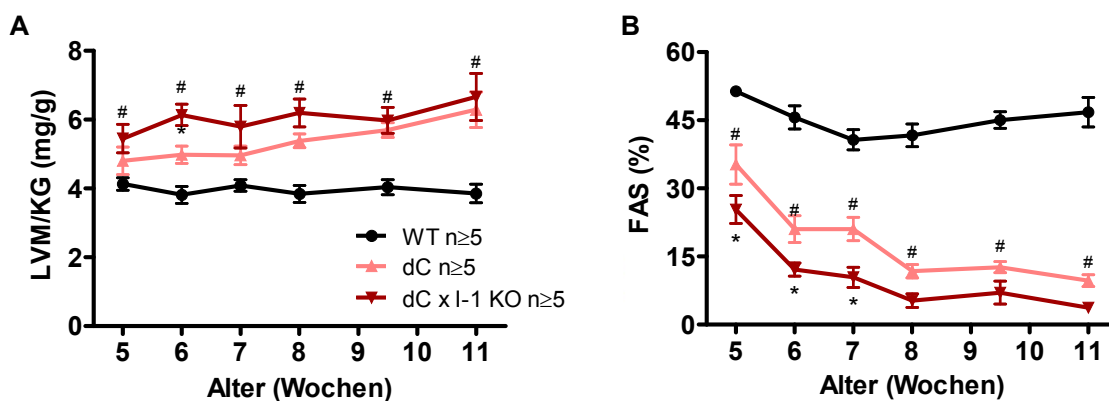 A
LVM/KG (mg/g)
8
6
4
2
0
# # # # # #
*
WT n≥5
dC n≥5
dC x I-1 KO n≥5
5 6 7 8 9 10 11
Alter (Wochen)
B
FAS (%)
60
45
30
15
0
# # # # # #
* * *
5 6 7 8 9 10 11
Alter (Wochen)